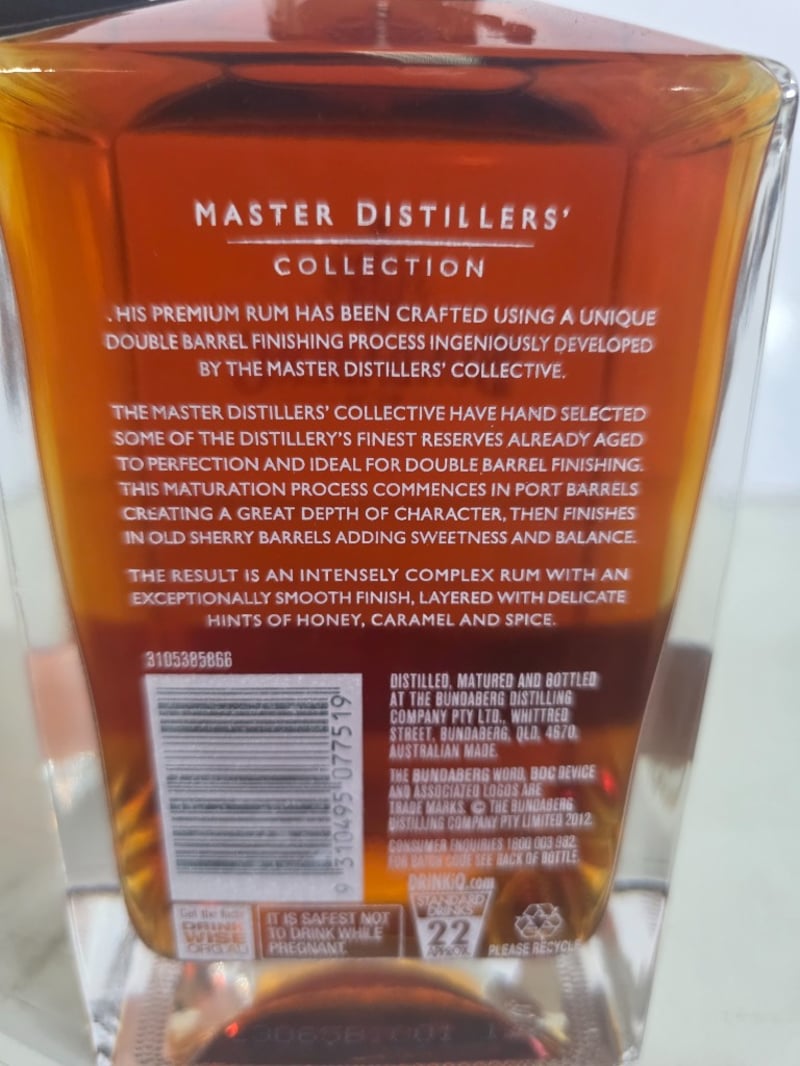 MASTER DISTILLERS'
COLLECTION
HIS PREMIUM RUM HAS BEEN CRAFTED USING A UNIQUE
DOUBLE BARREL FINISHING PROCESS INGENIOUSLY DEVELOPED
BY THE MASTER DISTILLERS' COLLECTIVE.
THE MASTER DISTILLERS' COLLECTIVE HAVE HAND SELECTED
SOME OF THE DISTILLERY'S FINEST RESERVES ALREADY AGED
TO PERFECTION AND IDEAL FOR DOUBLE BARREL FINISHING.
THIS MATURATION PROCESS COMMENCES IN PORT BARRELS
CREATING A GREAT DEPTH OF CHARACTER, THEN FINISHES
IN OLD SHERRY BARRELS ADDING SWEETNESS AND BALANCE.
THE RESULT IS AN INTENSELY COMPLEX RUM WITH AN
EXCEPTIONALLY SMOOTH FINISH, LAYERED WITH DELICATE
HINTS OF HONEY, CARAMEL AND SPICE.
3105385866
9 310495 077519
DISTILLED, MATURED AND BOTTLED
AT THE BUNDABERG DISTILLING
COMPANY PTY LTD., WHITTRED
STREET, BUNDABERG, QLD, 4670,
AUSTRALIAN MADE.
THE BUNDABERG WORD, BDC DEVICE
AND ASSOCIATED LOGOS ARE
TRADE MARKS. © THE BUNDABERG
DISTILLING COMPANY PTY LIMITED 2012
CONSUMER ENQUIRIES 1800 003 982
FOR BATCH CODE SEE BACK OF BOTTLE.
DRINKiQ.com
Get the facts
DRINK
WISE
ORG.AU
IT IS SAFEST NOT
TO DRINK WHILE
PREGNANT.
STANDARD
DRINKS
22
APPROX.
PLEASE RECYCLE